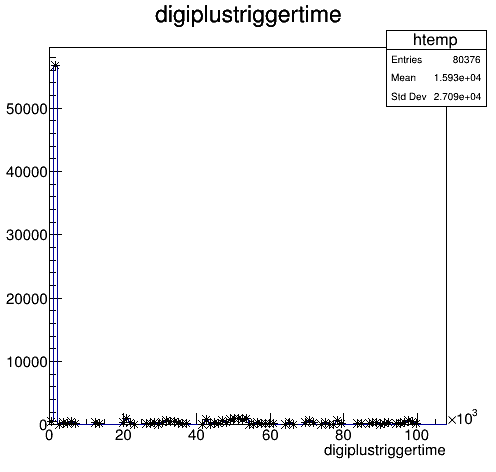 digiplustriggertime
htemp
Entries 80376
Mean 1.593e+04
Std Dev 2.709e+04
50000
40000
30000
20000
10000
0
0 20 40 60 80 100 ×10³
digiplustriggertime